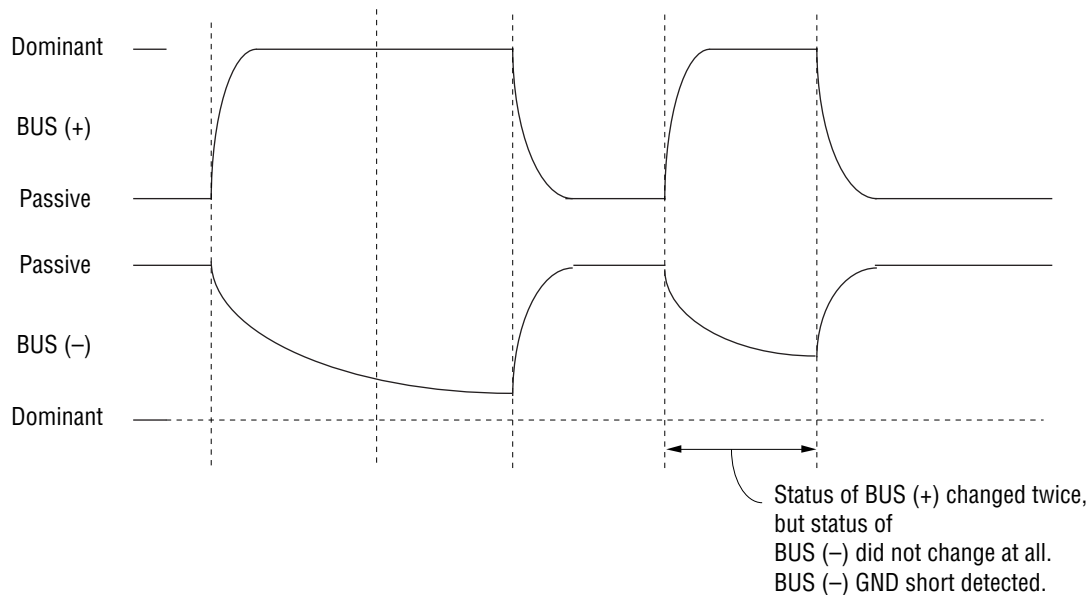 Dominant
BUS (+)
Passive
Passive
BUS (–)
Dominant
Status of BUS (+) changed twice,
but status of
BUS (–) did not change at all.
BUS (–) GND short detected.